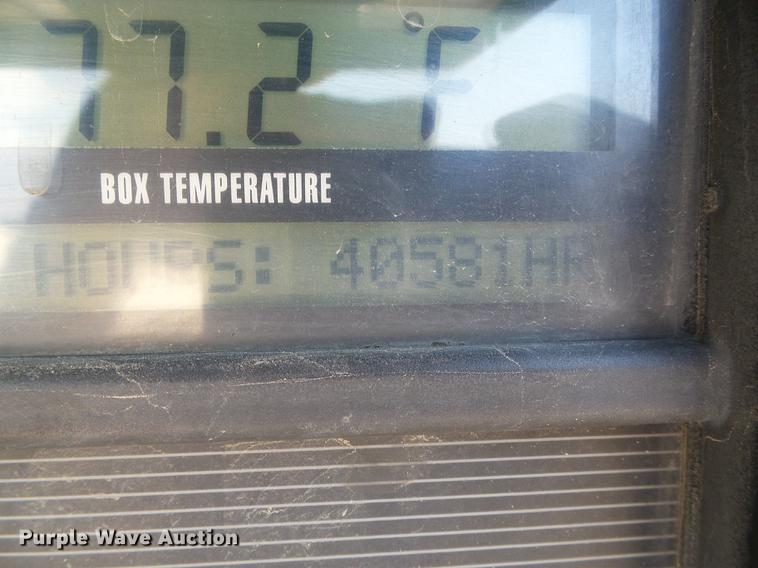 77.2 °F
BOX TEMPERATURE
HOURS: 40581HR
Purple Wave Auction